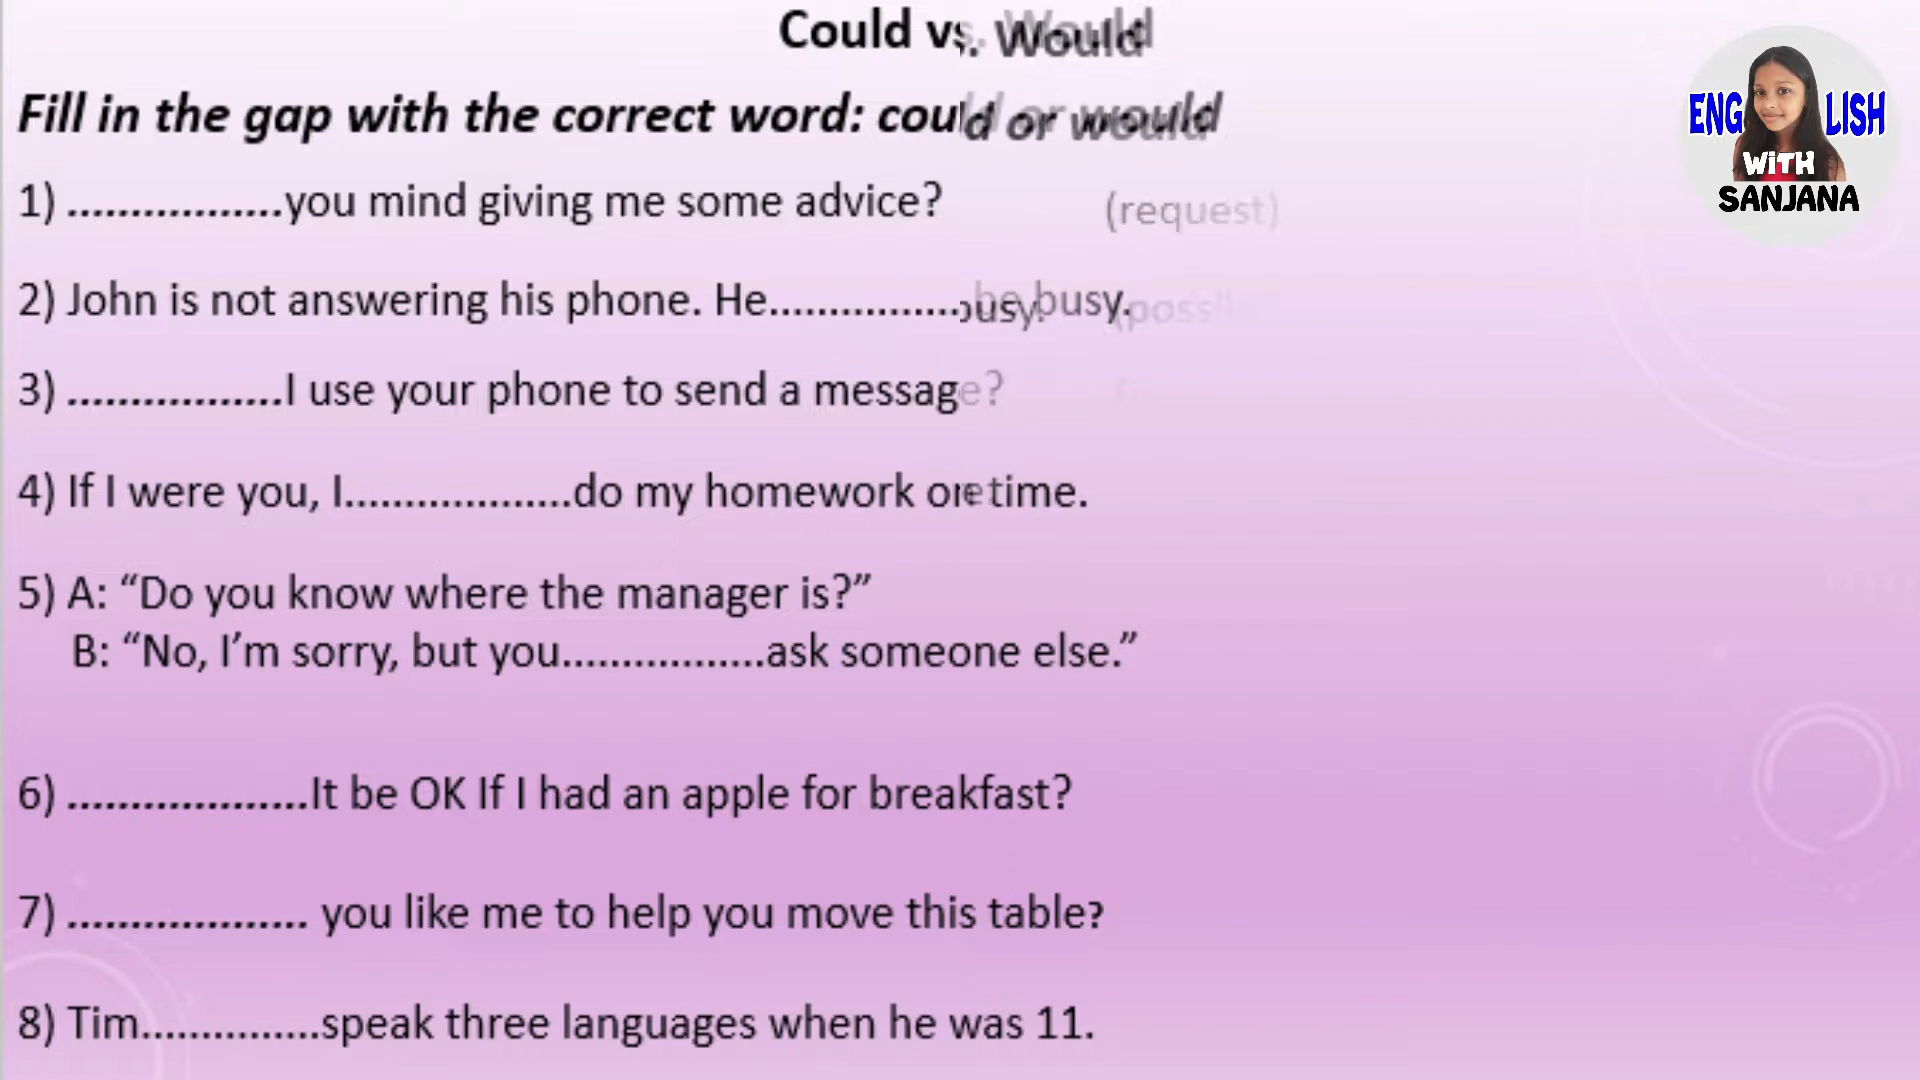 Could vs. Would
Fill in the gap with the correct word: could or would
1) .................you mind giving me some advice? (request)
2) John is not answering his phone. He................be busy.
3) .................I use your phone to send a message?
4) If I were you, I...................do my homework on time.
5) A: “Do you know where the manager is?”
B: “No, I’m sorry, but you.................ask someone else.”
6) ...................It be OK If I had an apple for breakfast?
7) ................... you like me to help you move this table?
8) Tim...............speak three languages when he was 11.
ENGLISH
WiTH
SANJANA